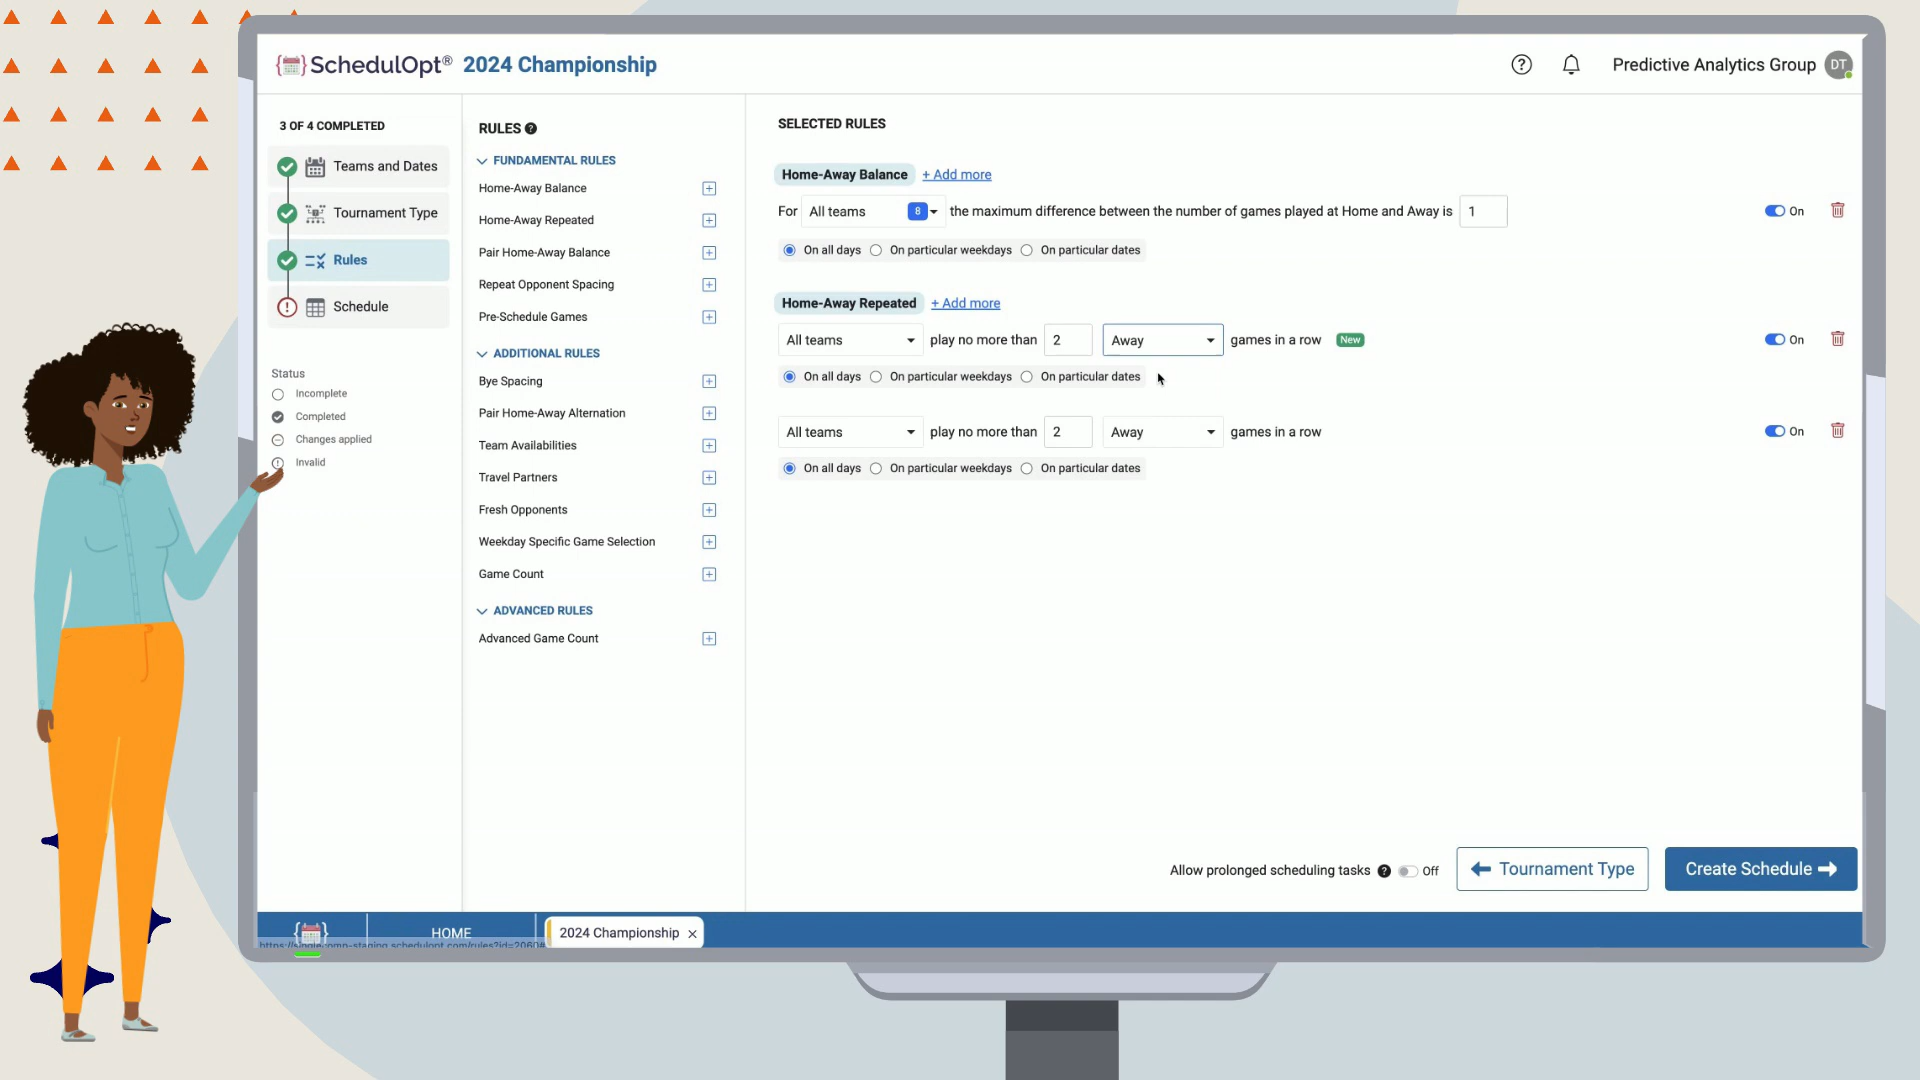 SchedulOpt® 2024 Championship
Predictive Analytics Group DT
3 OF 4 COMPLETED
Teams and Dates
Tournament Type
Rules
Schedule
Status
Incomplete
Completed
Changes applied
Invalid
RULES ?
FUNDAMENTAL RULES
Home-Away Balance
Home-Away Repeated
Pair Home-Away Balance
Repeat Opponent Spacing
Pre-Schedule Games
ADDITIONAL RULES
Bye Spacing
Pair Home-Away Alternation
Team Availabilities
Travel Partners
Fresh Opponents
Weekday Specific Game Selection
Game Count
ADVANCED RULES
Advanced Game Count
SELECTED RULES
Home-Away Balance + Add more
For All teams 8 the maximum difference between the number of games played at Home and Away is 1 On
On all days On particular weekdays On particular dates
Home-Away Repeated + Add more
All teams play no more than 2 Away games in a row New On
On all days On particular weekdays On particular dates
All teams play no more than 2 Away games in a row On
On all days On particular weekdays On particular dates
Allow prolonged scheduling tasks ? Off Tournament Type Create Schedule
HOME 2024 Championship ×